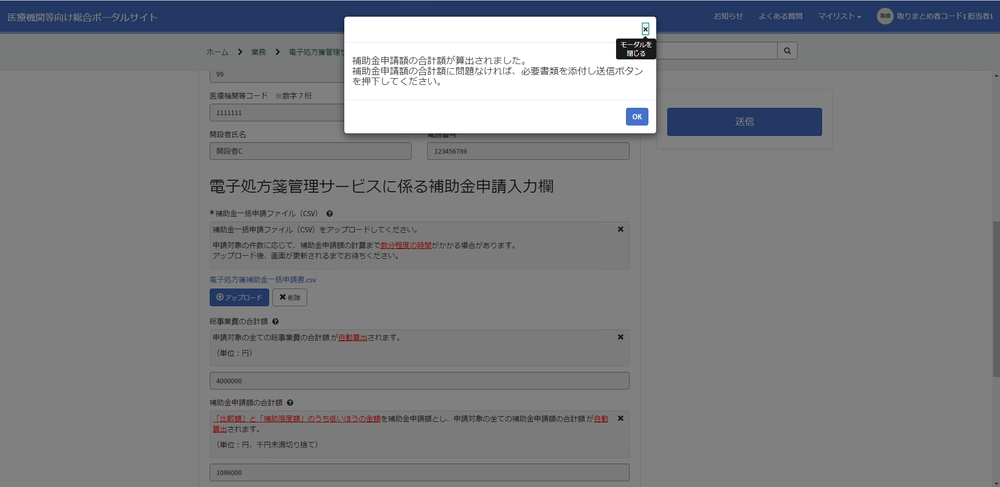 医療機関等向け総合ポータルサイト
お知らせ
よくある質問
マイリスト
取担
取りまとめ者コード1 担当者1
モーダルを
閉じる
補助金申請額の合計額が算出されました。
補助金申請額の合計額に問題なければ、必要書類を添付し送信ボタン
を押下してください。
OK
ホーム
業務
電子処方箋管理サ
99
医療機関等コード ※数字7桁
1111111
開設者氏名
電話番号
開設者C
123456789
送信
電子処方箋管理サービスに係る補助金申請入力欄
*補助金一括申請ファイル（CSV）
補助金一括申請ファイル（CSV）をアップロードしてください。
申請対象の件数に応じて、補助金申請額の計算まで数分程度の時間がかかる場合があります。
アップロード後、画面が更新されるまでお待ちください。
電子処方箋補助金一括申請書.csv
アップロード
削除
総事業費の合計額
申請対象の全ての総事業費の合計額 が自動算出されます。
（単位：円）
4000000
補助金申請額の合計額
「比較額」と「補助限度額」のうち低いほうの金額を補助金申請額とし、申請対象の全ての補助金申請額の合計額 が自動
算出されます。
（単位：円、千円未満切り捨て）
1086000